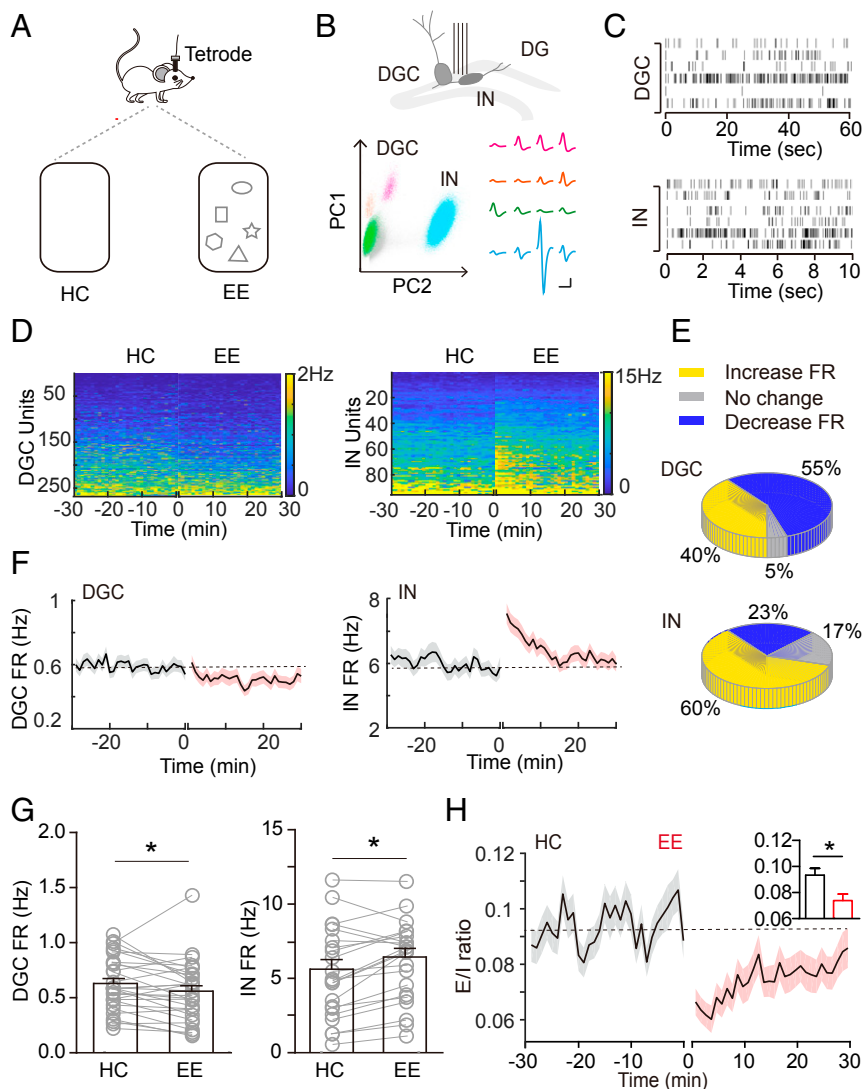 A
Tetrode
HC
EE
B
DGC
DG
IN
DGC
IN
PC1
PC2
C
DGC
0 20 40 60
Time (sec)
IN
0 2 4 6 8 10
Time (sec)
D
HC EE
2Hz
0
DGC Units
50
150
250
-30 -20 -10 0 10 20 30
Time (min)
HC EE
15Hz
0
IN Units
20
40
60
80
-30 -20 -10 0 10 20 30
Time (min)
E
Increase FR
No change
Decrease FR
DGC
55%
40%
5%
IN
23%
17%
60%
F
DGC
DGC FR (Hz)
1
0.6
0.2
-20 0 20
Time (min)
IN
IN FR (Hz)
8
6
4
2
-20 0 20
Time (min)
G
DGC FR (Hz)
2.0
1.5
1.0
0.5
0.0
*
HC EE
IN FR (Hz)
15
10
5
0
*
HC EE
H
HC
EE
E/I ratio
0.12
0.1
0.08
0.06
-30 -20 -10 0 10 20 30
Time (min)
0.12
0.10
0.08
0.06
*